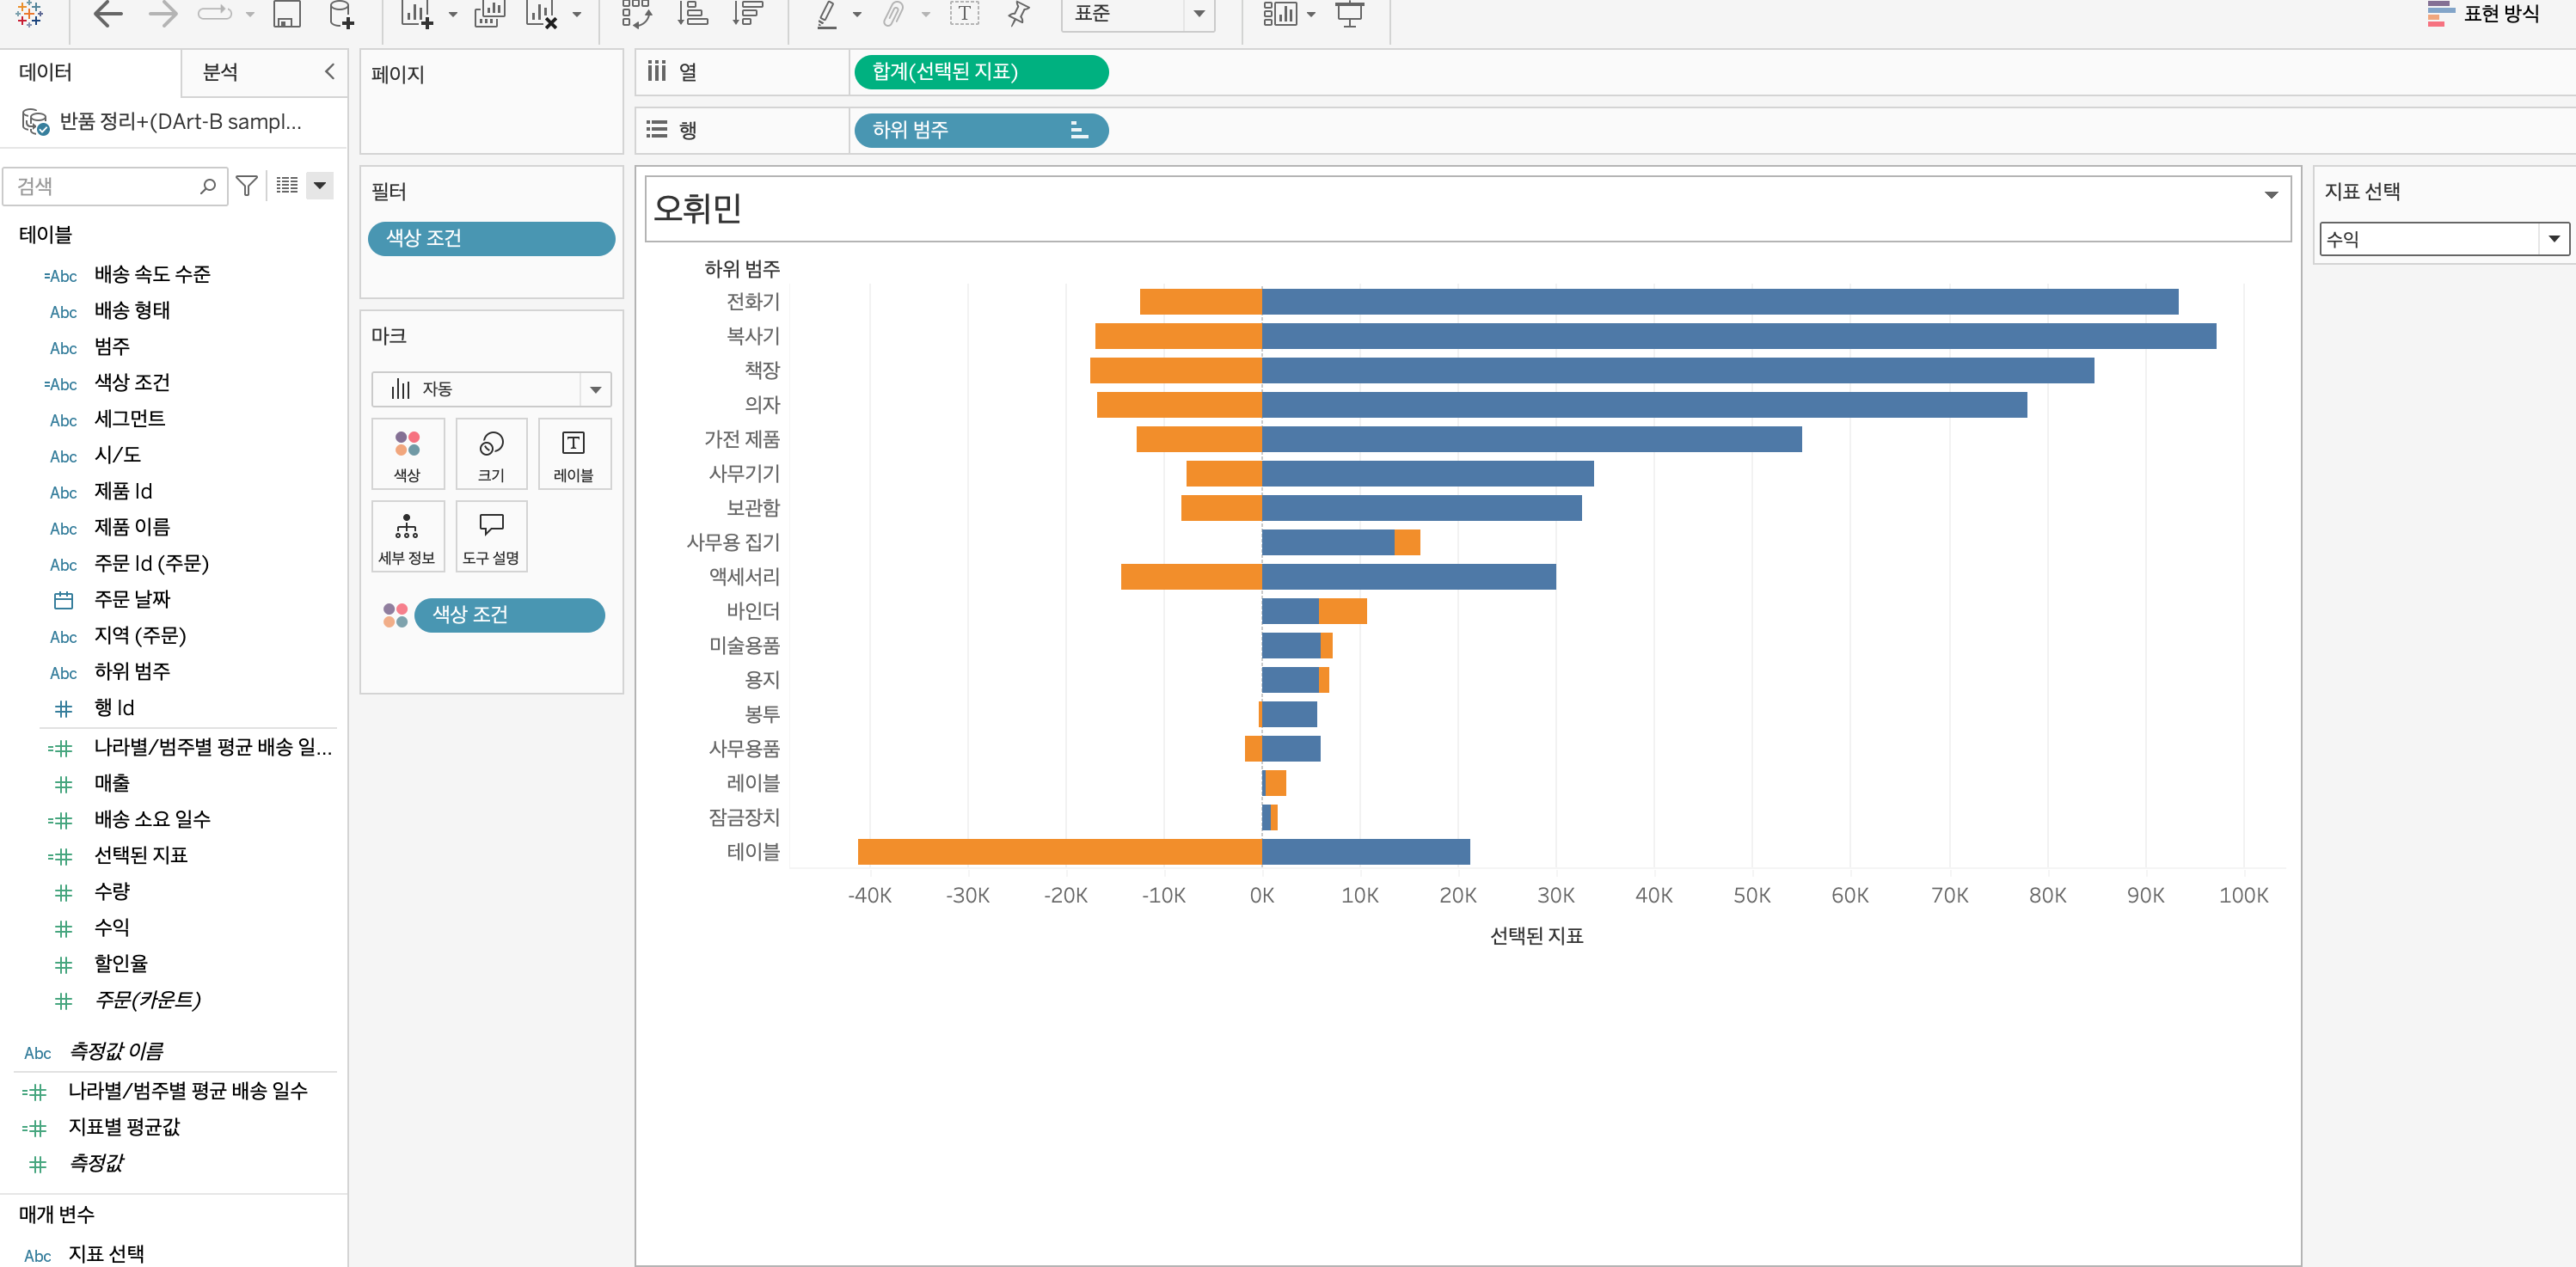 표준
표현 방식
데이터
분석
반품 정리+(DArt-B sampl...
검색
테이블
=Abc 배송 속도 수준
Abc 배송 형태
Abc 범주
=Abc 색상 조건
Abc 세그먼트
Abc 시/도
Abc 제품 Id
Abc 제품 이름
Abc 주문 Id (주문)
주문 날짜
Abc 지역 (주문)
Abc 하위 범주
# 행 Id
=# 나라별/범주별 평균 배송 일...
# 매출
=# 배송 소요 일수
=# 선택된 지표
# 수량
# 수익
# 할인율
# 주문(카운트)
Abc 측정값 이름
=# 나라별/범주별 평균 배송 일수
=# 지표별 평균값
# 측정값
매개 변수
Abc 지표 선택
페이지
필터
색상 조건
마크
자동
색상
크기
레이블
세부 정보
도구 설명
색상 조건
열
합계(선택된 지표)
행
하위 범주
오휘민
하위 범주
전화기
복사기
책장
의자
가전 제품
사무기기
보관함
사무용 집기
액세서리
바인더
미술용품
용지
봉투
사무용품
레이블
잠금장치
테이블
-40K -30K -20K -10K 0K 10K 20K 30K 40K 50K 60K 70K 80K 90K 100K
선택된 지표
지표 선택
수익